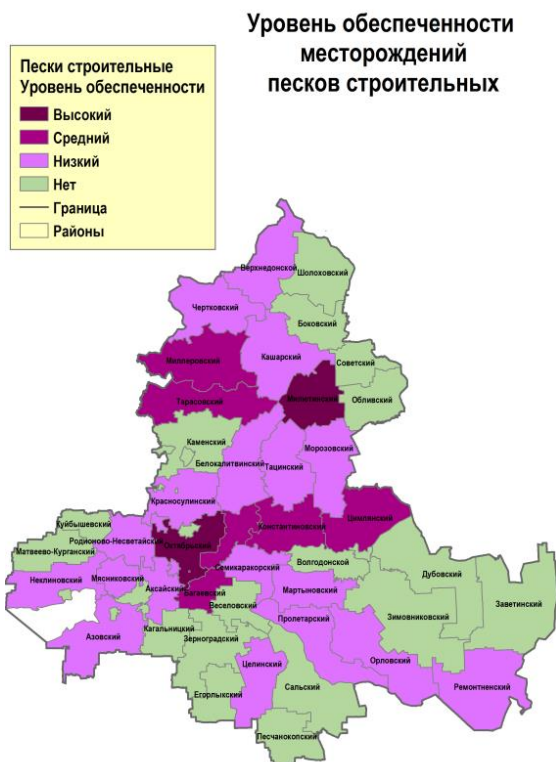 Уровень обеспеченности
месторождений
песков строительных
Пески строительные
Уровень обеспеченности
Высокий
Средний
Низкий
Нет
Граница
Районы
Верхнедонской
Шолоховский
Чертковский
Боковский
Миллеровский
Кашарский
Советский
Тарасовский
Милютинский
Обливский
Каменский
Морозовский
Белокалитвинский
Тацинский
Красносулинский
Куйбышевский
Константиновский
Цимлянский
Родионово-Несветайский
Октябрьский
Матвеево-Курганский
Волгодонской
Семикаракорский
Дубовский
Неклиновский
Мясниковский
Аксайский
Багаевский
Мартыновский
Заветинский
Веселовский
Зимовниковский
Пролетарский
Азовский
Кагальницкий
Зерноградский
Целинский
Орловский
Ремонтненский
Егорлыкский
Сальский
Песчанокопский